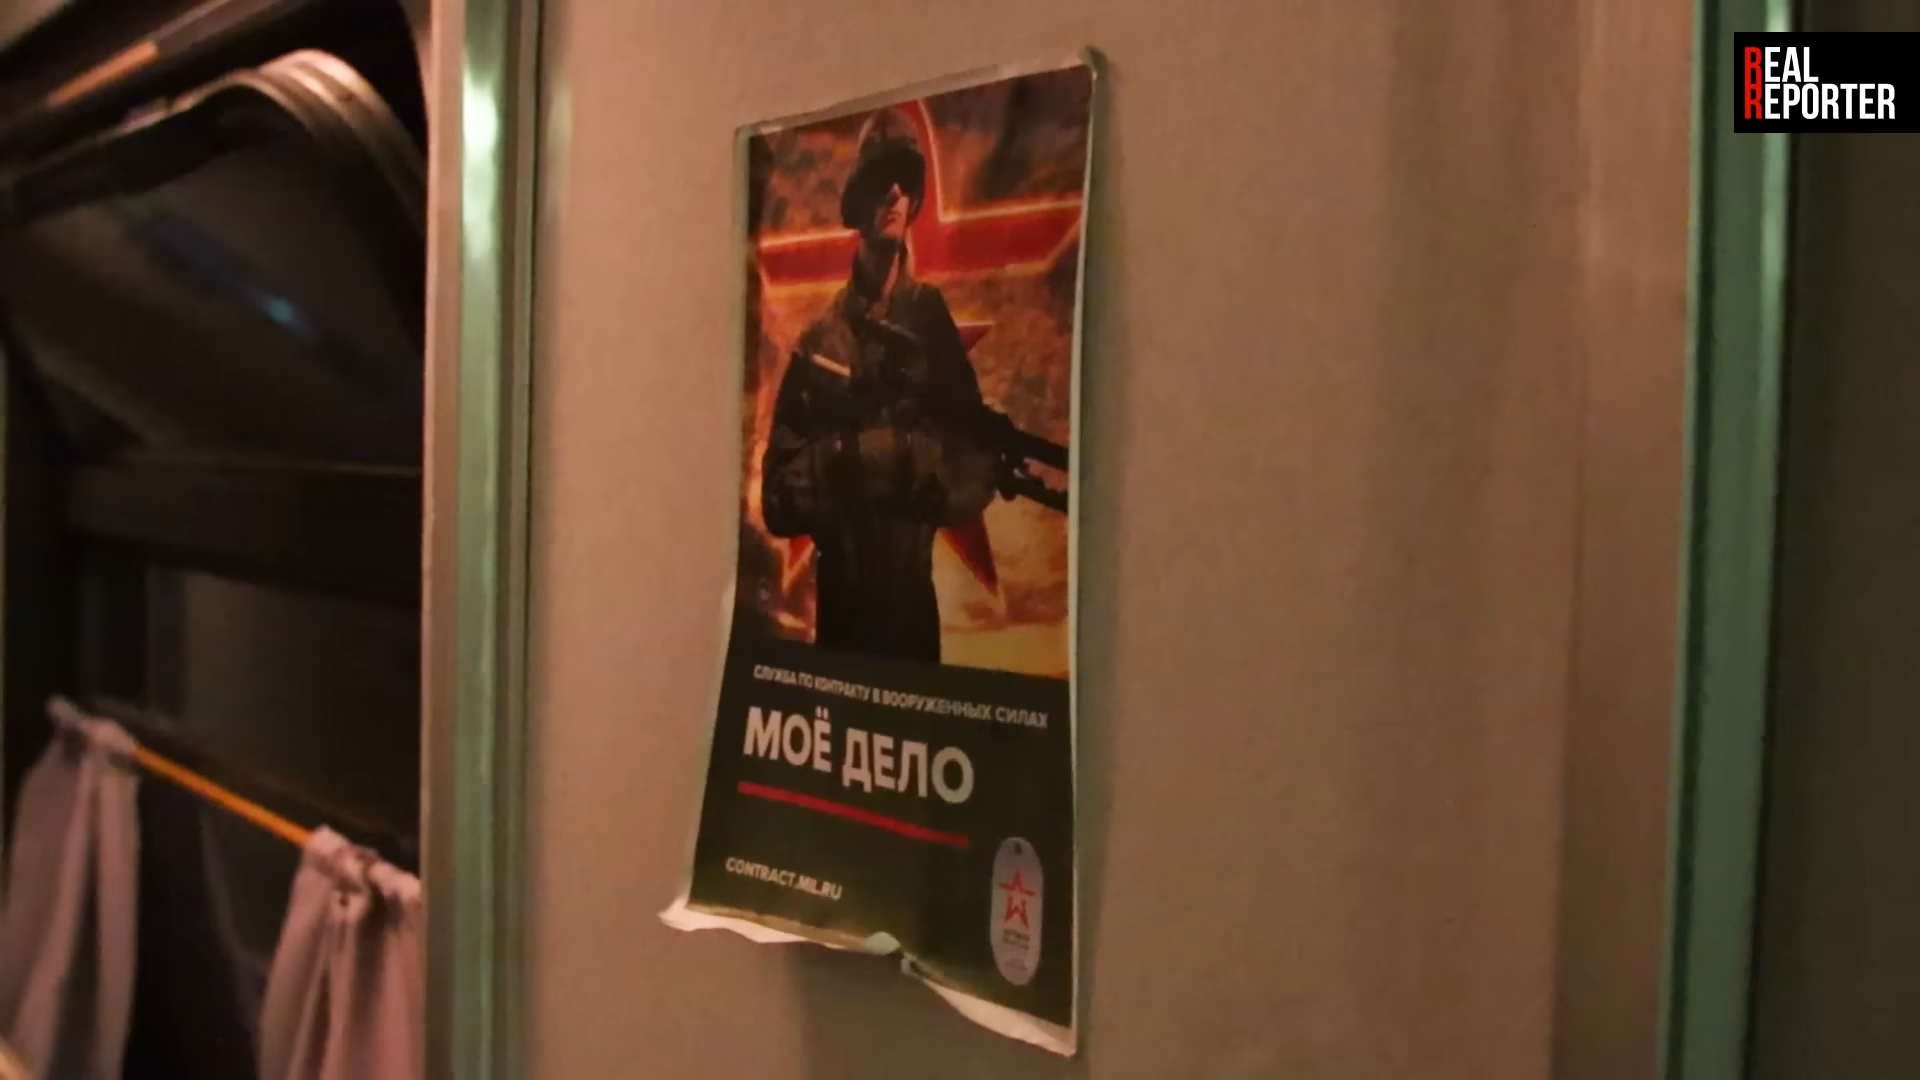 REAL
REPORTER
СЛУЖБА ПО КОНТРАКТУ В ВООРУЖЕННЫХ СИЛАХ
МОЁ ДЕЛО
CONTRACT.MIL.RU